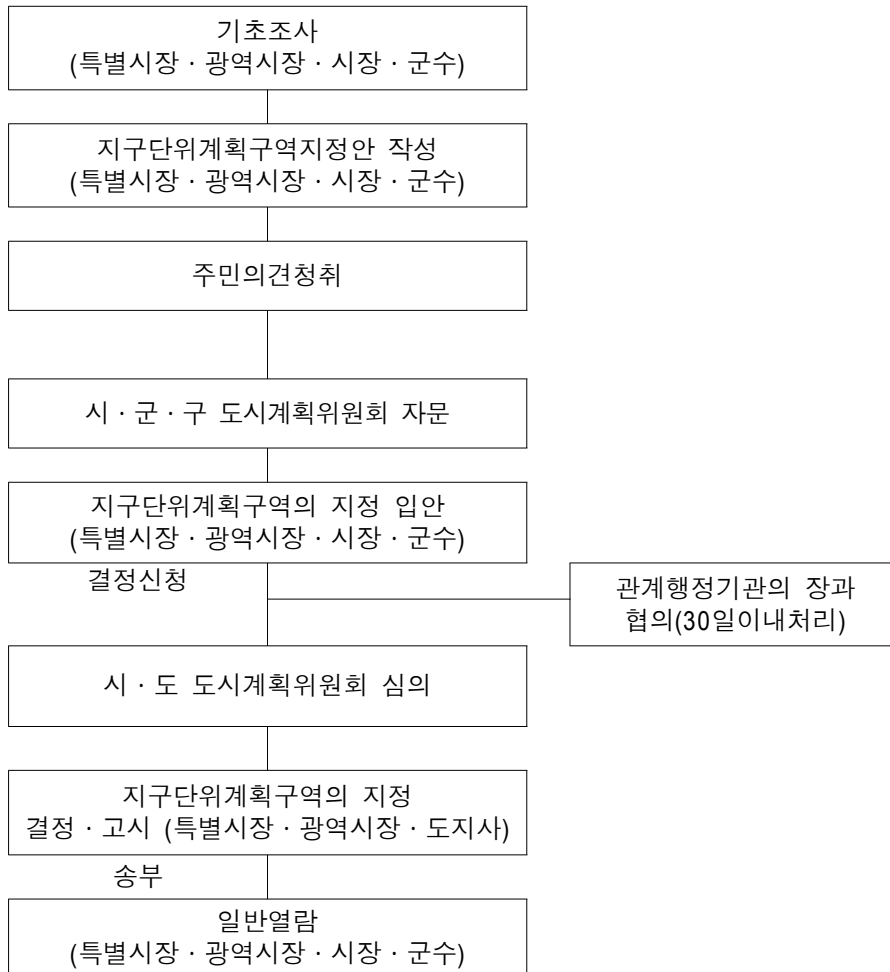 기초조사
(특별시장 · 광역시장 · 시장 · 군수)
지구단위계획구역지정안 작성
(특별시장 · 광역시장 · 시장 · 군수)
주민의견청취
시 · 군 · 구 도시계획위원회 자문
지구단위계획구역의 지정 입안
(특별시장 · 광역시장 · 시장 · 군수)
결정신청
관계행정기관의 장과
협의(30일이내처리)
시 · 도 도시계획위원회 심의
지구단위계획구역의 지정
결정 · 고시 (특별시장 · 광역시장 · 도지사)
송부
일반열람
(특별시장 · 광역시장 · 시장 · 군수)